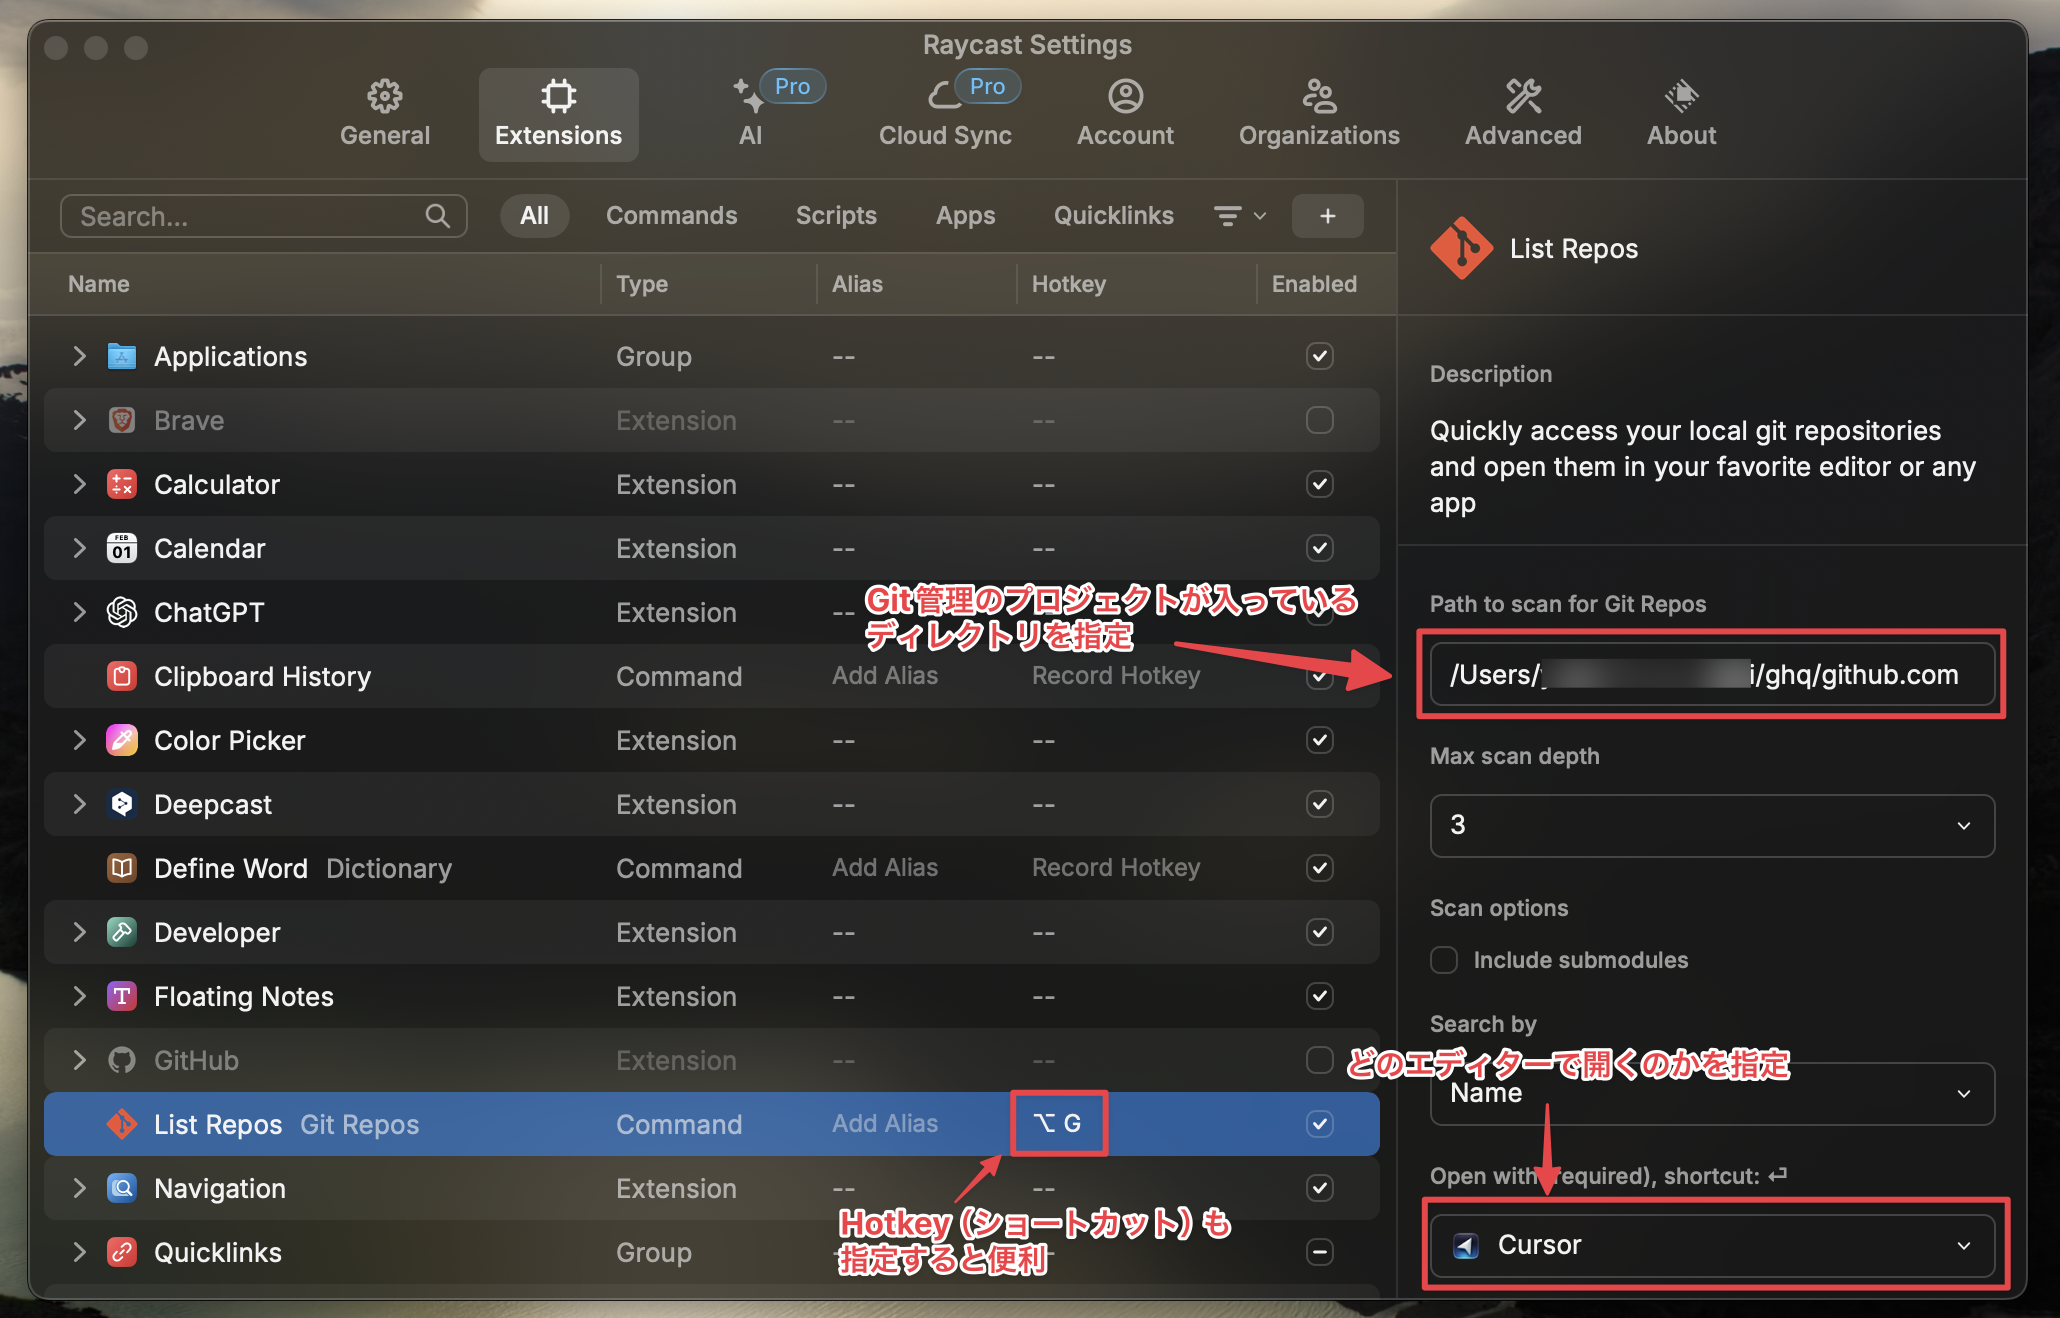 Raycast Settings
General
Extensions
Pro
AI
Pro
Cloud Sync
Account
Organizations
Advanced
About
Search...
All
Commands
Scripts
Apps
Quicklinks
+
Name Type Alias Hotkey Enabled
Applications Group -- --
Brave Extension -- --
Calculator Extension -- --
FEB
01
Calendar Extension -- --
ChatGPT Extension --
Clipboard History Command Add Alias Record Hotkey
Color Picker Extension -- --
Deepcast Extension -- --
Define Word Dictionary Command Add Alias Record Hotkey
Developer Extension -- --
Floating Notes Extension -- --
GitHub Extension -- --
List Repos Git Repos Command Add Alias ⌥ G
Navigation Extension -- --
Quicklinks Group
Git管理のプロジェクトが入っている
ディレクトリを指定
Hotkey（ショートカット）も
指定すると便利
List Repos
Description
Quickly access your local git repositories
and open them in your favorite editor or any
app
Path to scan for Git Repos
/Users/ i/ghq/github.com
Max scan depth
3
Scan options
Include submodules
Search by
どのエディターで開くのかを指定
Name
Open with required), shortcut: ⏎
Cursor